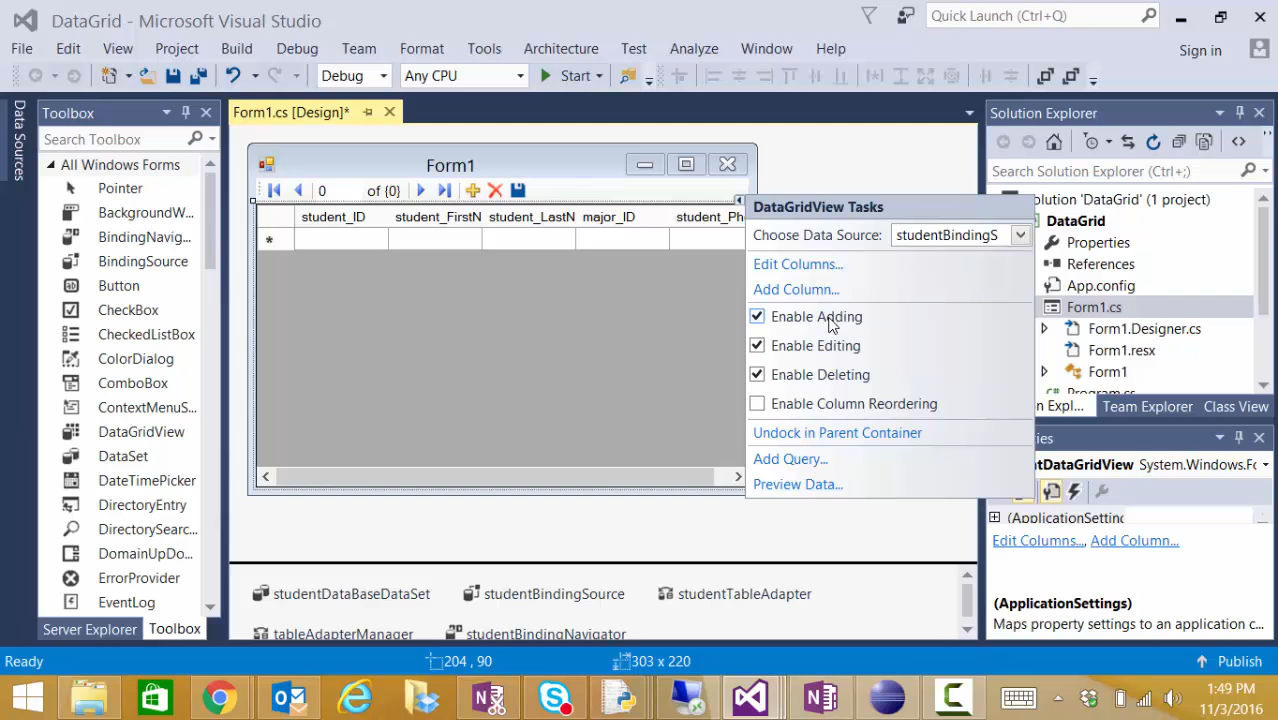 DataGrid - Microsoft Visual Studio
Quick Launch (Ctrl+Q)
File Edit View Project Build Debug Team Format Tools Architecture Test Analyze Window Help
Sign in
Debug Any CPU Start
Data Sources
Toolbox
Search Toolbox
All Windows Forms
Pointer
BackgroundW...
BindingNavig...
BindingSource
Button
CheckBox
CheckedListBox
ColorDialog
ComboBox
ContextMenuS...
DataGridView
DataSet
DateTimePicker
DirectoryEntry
DirectorySearc...
DomainUpDo...
ErrorProvider
EventLog
Server Explorer Toolbox
Form1.cs [Design]*
Form1
0 of {0}
student_ID student_FirstN student_LastN major_ID student_Ph
*
DataGridView Tasks
Choose Data Source: studentBindingS
Edit Columns...
Add Column...
Enable Adding
Enable Editing
Enable Deleting
Enable Column Reordering
Undock in Parent Container
Add Query...
Preview Data...
studentDataBaseDataSet studentBindingSource studentTableAdapter
tableAdapterManager studentBindingNavigator
Solution Explorer
Search Solution Explorer (Ctrl+;)
olution 'DataGrid' (1 project)
DataGrid
Properties
References
App.config
Form1.cs
Form1.Designer.cs
Form1.resx
Form1
Program.cs
n Expl... Team Explorer Class View
ies
ntDataGridView System.Windows.Fo
(ApplicationSetting
Edit Columns..., Add Column...
(ApplicationSettings)
Maps property settings to an application c...
Ready 204 , 90 303 x 220 Publish
1:49 PM
11/3/2016